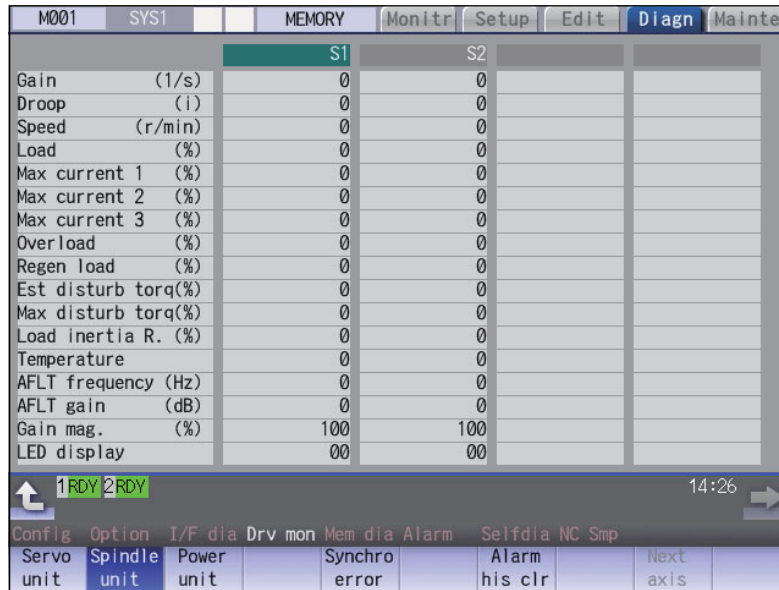 M001 SYS1 MEMORY Monitr Setup Edit Diagn Mainte
S1 S2
Gain (1/s) 0 0
Droop (i) 0 0
Speed (r/min) 0 0
Load (%) 0 0
Max current 1 (%) 0 0
Max current 2 (%) 0 0
Max current 3 (%) 0 0
Overload (%) 0 0
Regen load (%) 0 0
Est disturb torq(%) 0 0
Max disturb torq(%) 0 0
Load inertia R. (%) 0 0
Temperature 0 0
AFLT frequency (Hz) 0 0
AFLT gain (dB) 0 0
Gain mag. (%) 100 100
LED display 00 00
1RDY 2RDY 14:26
Config Option I/F dia Drv mon Mem dia Alarm Selfdia NC Smp
Servo Spindle Power Synchro Alarm Next
unit unit unit error his clr axis